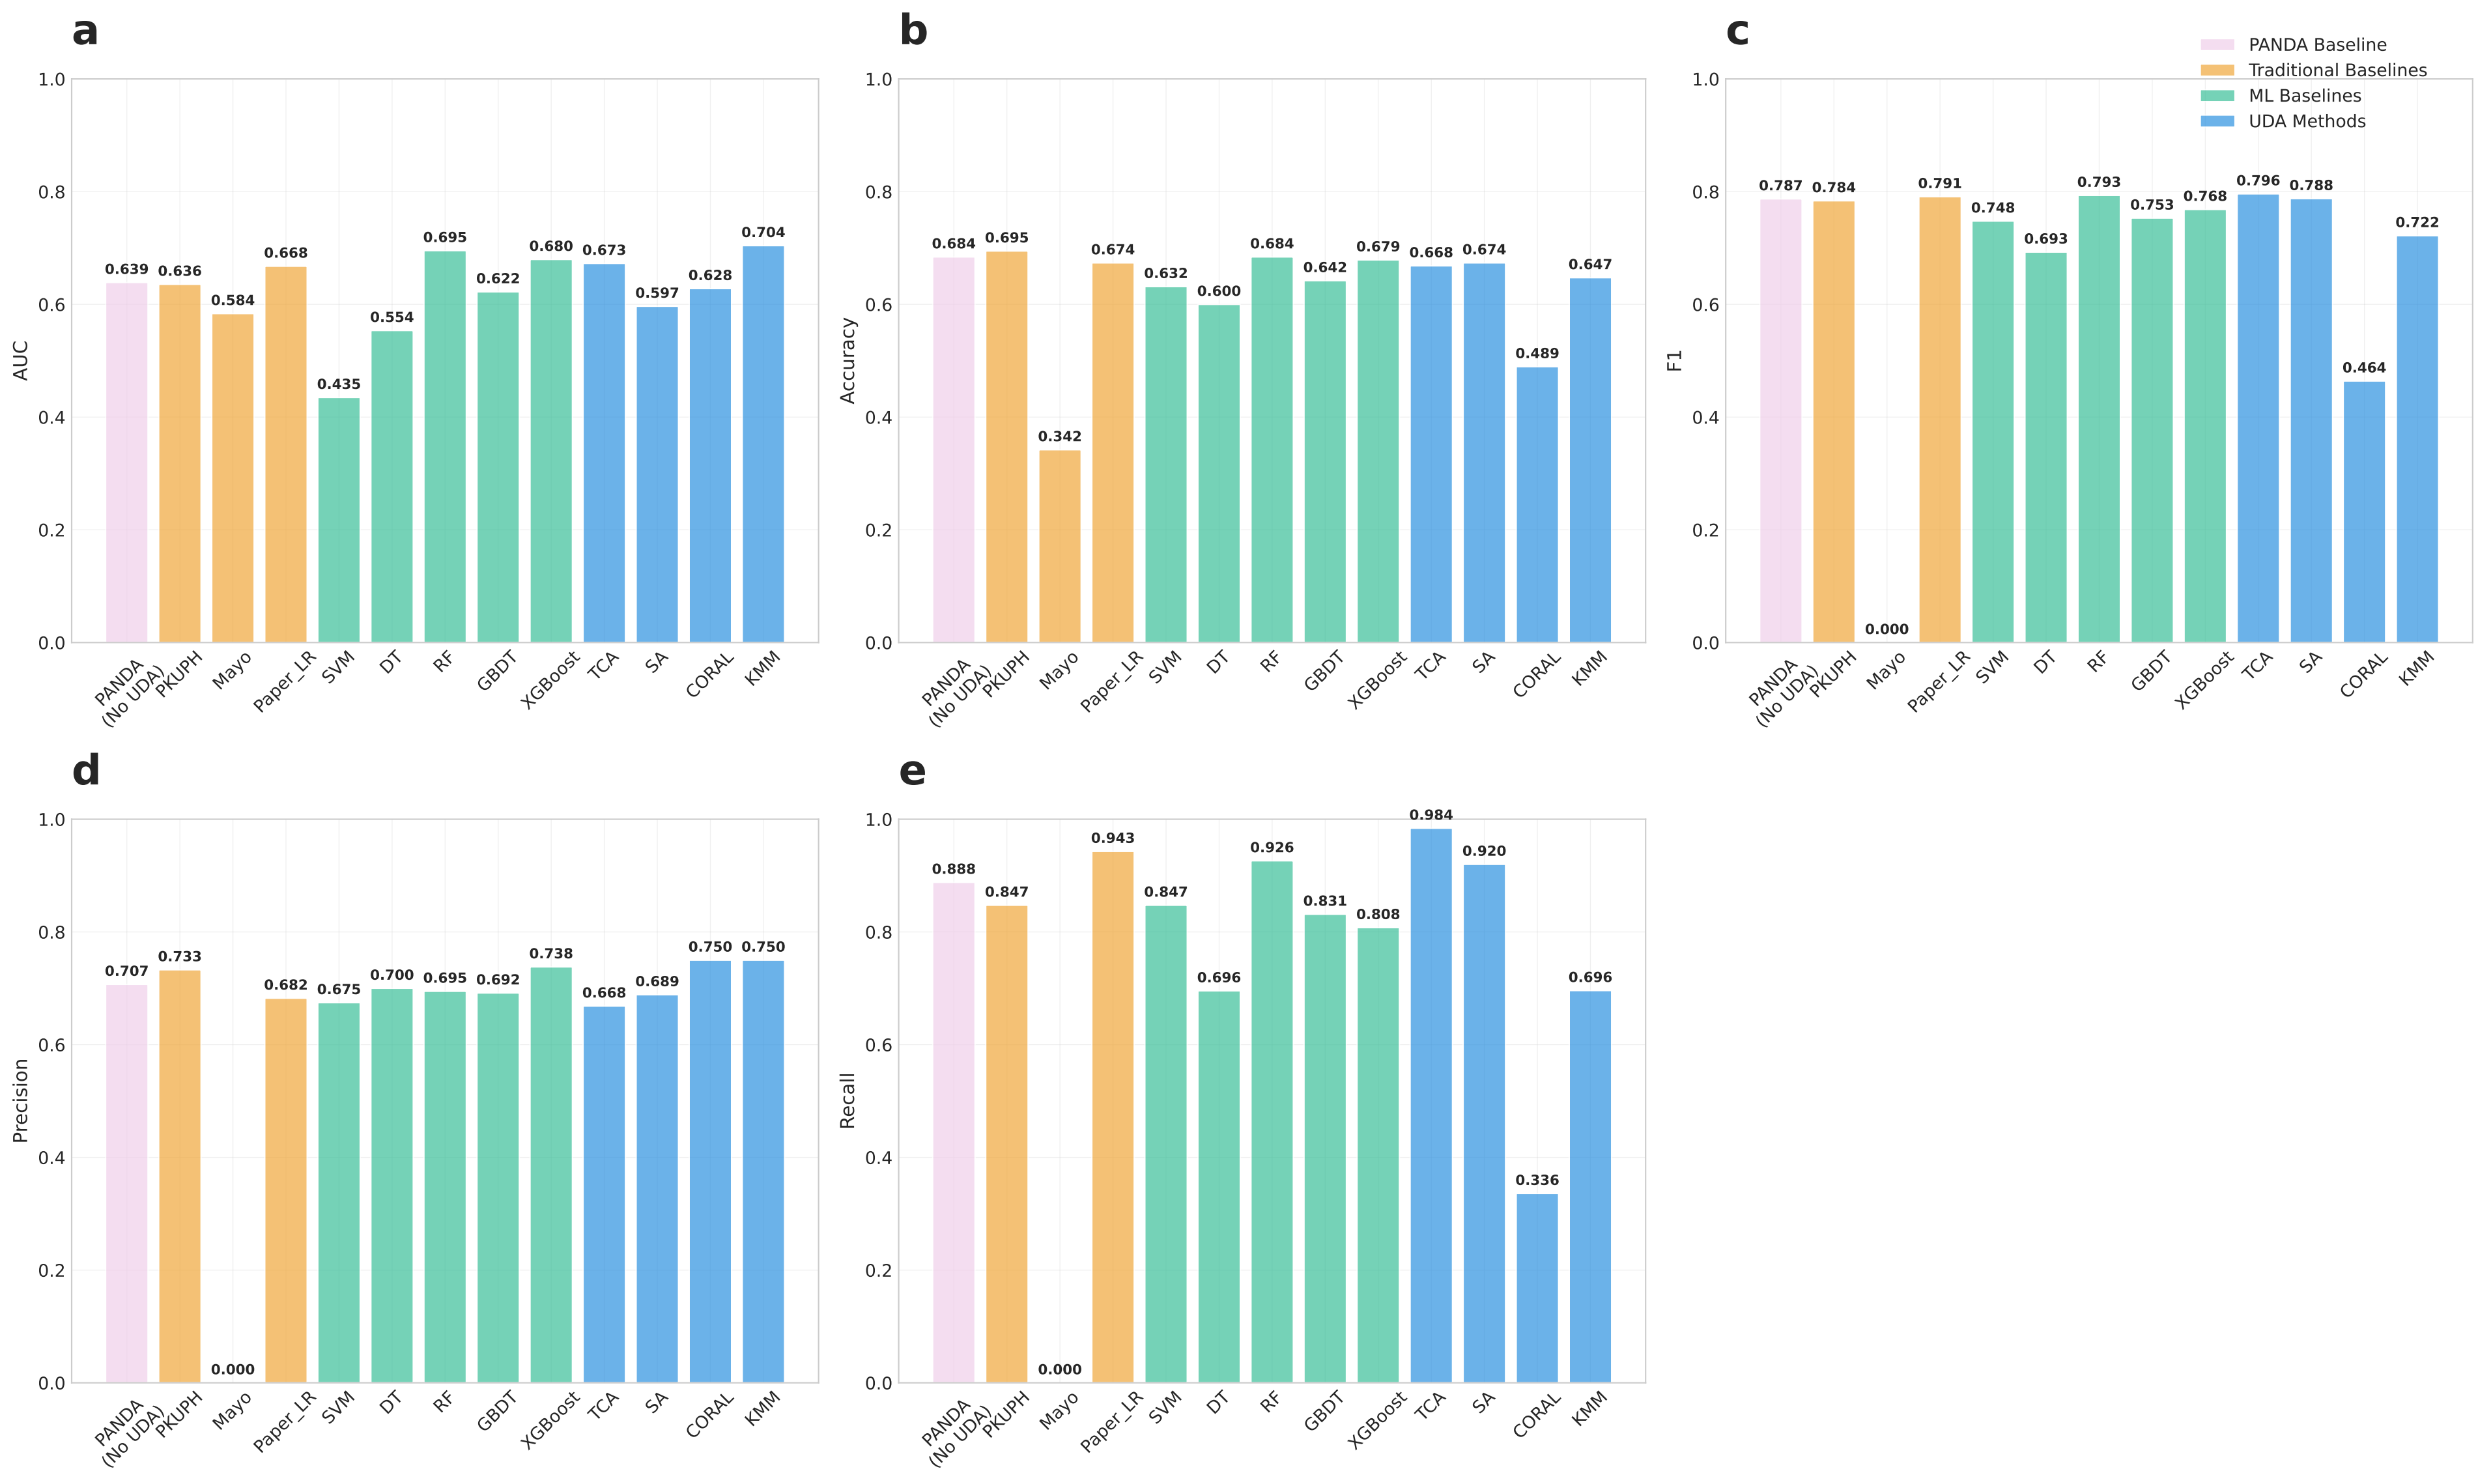 a
1.0
0.8
0.6
0.4
0.2
0.0
AUC
0.639
0.636
0.584
0.668
0.435
0.554
0.695
0.622
0.680
0.673
0.597
0.628
0.704
PANDA
(No UDA)
PKUPH
Mayo
Paper_LR
SVM
DT
RF
GBDT
XGBoost
TCA
SA
CORAL
KMM
b
1.0
0.8
0.6
0.4
0.2
0.0
Accuracy
0.684
0.695
0.342
0.674
0.632
0.600
0.684
0.642
0.679
0.668
0.674
0.489
0.647
PANDA
(No UDA)
PKUPH
Mayo
Paper_LR
SVM
DT
RF
GBDT
XGBoost
TCA
SA
CORAL
KMM
c
PANDA Baseline
Traditional Baselines
ML Baselines
UDA Methods
1.0
0.8
0.6
0.4
0.2
0.0
F1
0.787
0.784
0.000
0.791
0.748
0.693
0.793
0.753
0.768
0.796
0.788
0.464
0.722
PANDA
(No UDA)
PKUPH
Mayo
Paper_LR
SVM
DT
RF
GBDT
XGBoost
TCA
SA
CORAL
KMM
d
1.0
0.8
0.6
0.4
0.2
0.0
Precision
0.707
0.733
0.000
0.682
0.675
0.700
0.695
0.692
0.738
0.668
0.689
0.750
0.750
PANDA
(No UDA)
PKUPH
Mayo
Paper_LR
SVM
DT
RF
GBDT
XGBoost
TCA
SA
CORAL
KMM
e
1.0
0.8
0.6
0.4
0.2
0.0
Recall
0.888
0.847
0.000
0.943
0.847
0.696
0.926
0.831
0.808
0.984
0.920
0.336
0.696
PANDA
(No UDA)
PKUPH
Mayo
Paper_LR
SVM
DT
RF
GBDT
XGBoost
TCA
SA
CORAL
KMM